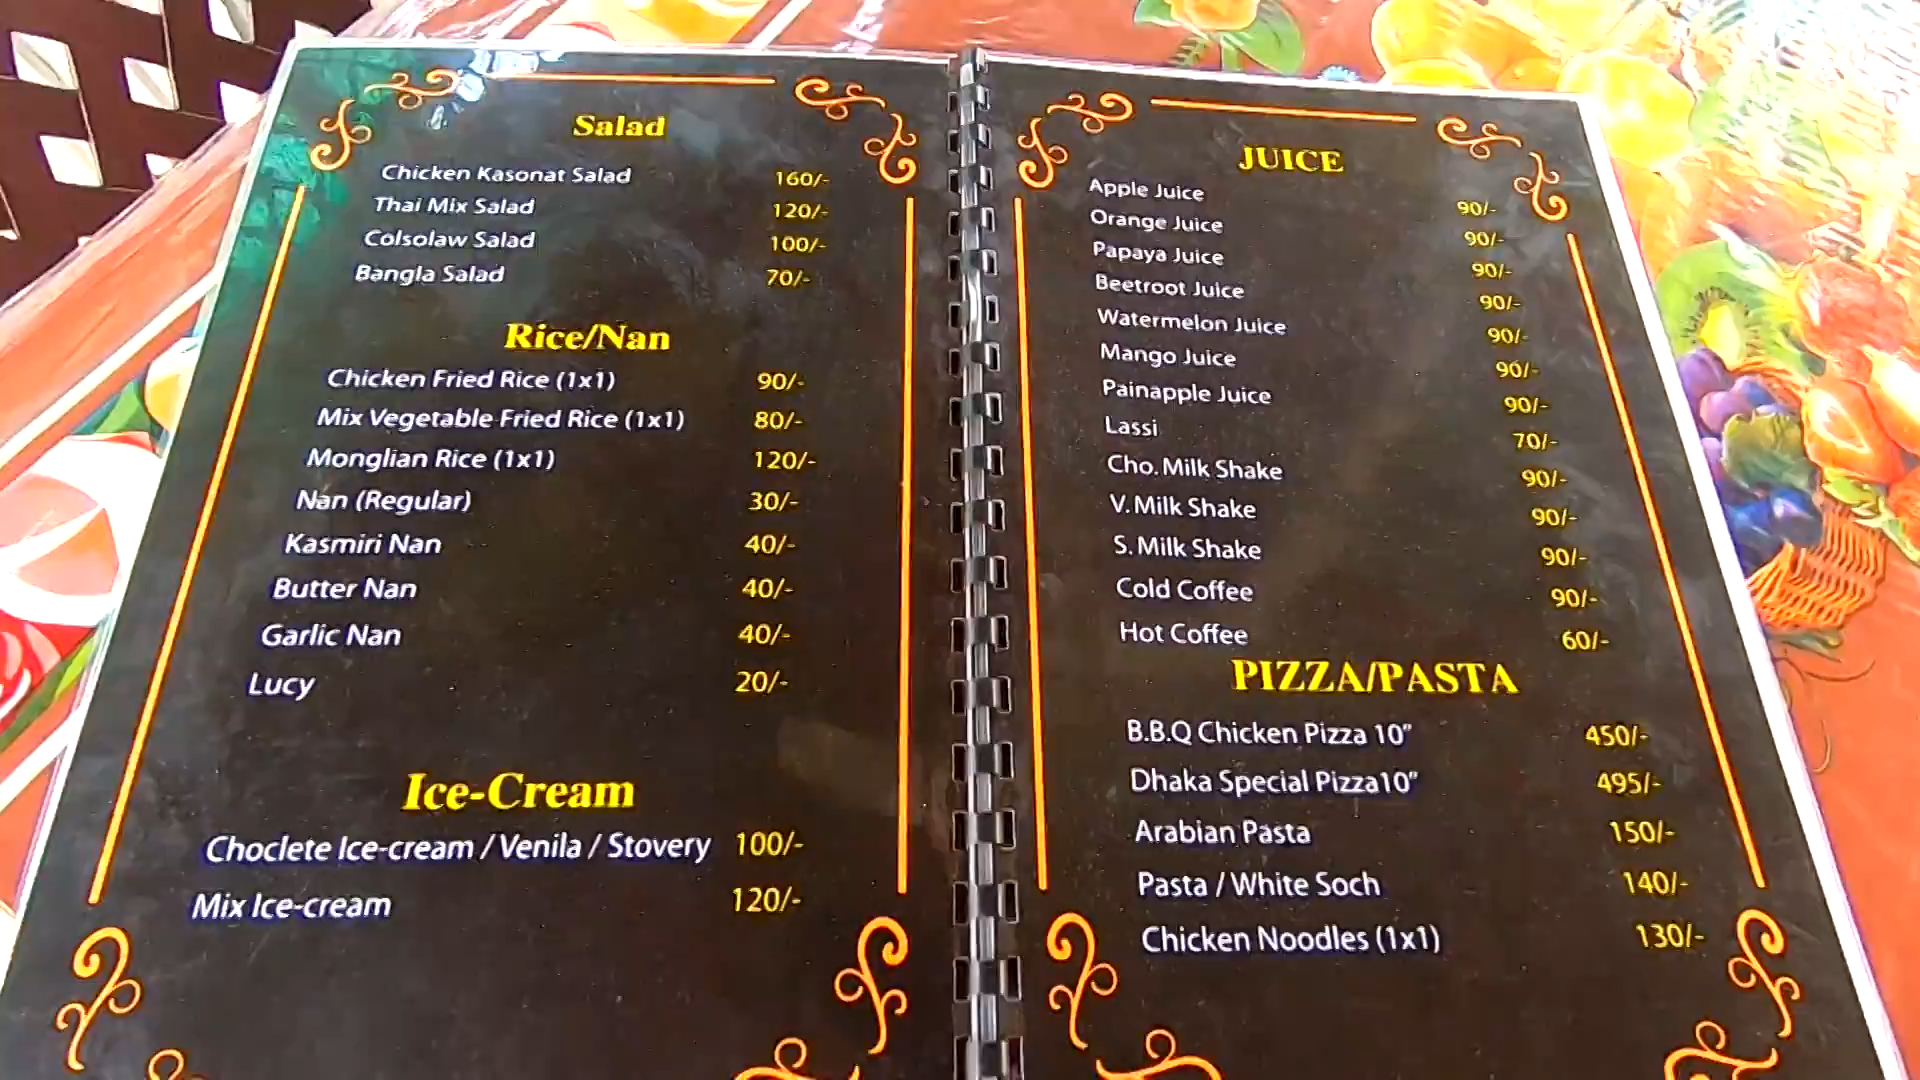 Salad
Chicken Kasonat Salad 160/-
Thai Mix Salad 120/-
Colsolaw Salad 100/-
Bangla Salad 70/-
Rice/Nan
Chicken Fried Rice (1x1) 90/-
Mix Vegetable Fried Rice (1x1) 80/-
Monglian Rice (1x1) 120/-
Nan (Regular) 30/-
Kasmiri Nan 40/-
Butter Nan 40/-
Garlic Nan 40/-
Lucy 20/-
Ice-Cream
Choclete Ice-cream / Venila / Stovery 100/-
Mix Ice-cream 120/-
JUICE
Apple Juice 90/-
Orange Juice 90/-
Papaya Juice 90/-
Beetroot Juice 90/-
Watermelon Juice 90/-
Mango Juice 90/-
Painapple Juice 90/-
Lassi 70/-
Cho. Milk Shake 90/-
V. Milk Shake 90/-
S. Milk Shake 90/-
Cold Coffee 90/-
Hot Coffee 60/-
PIZZA/PASTA
B.B.Q Chicken Pizza 10" 450/-
Dhaka Special Pizza10" 495/-
Arabian Pasta 150/-
Pasta / White Soch 140/-
Chicken Noodles (1x1) 130/-